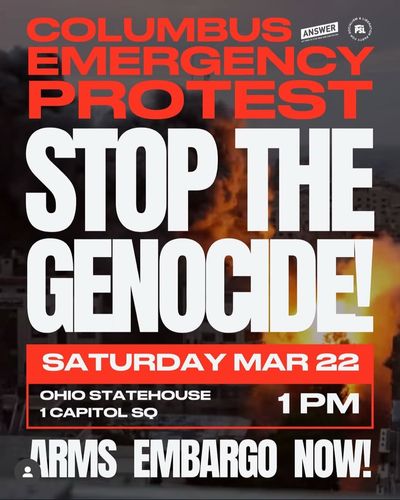 COLUMBUS
ANSWER
PSL
EMERGENCY
PROTEST
STOP THE
GENOCIDE!
SATURDAY MAR 22
OHIO STATEHOUSE
1 CAPITOL SQ
1 PM
ARMS EMBARGO NOW!